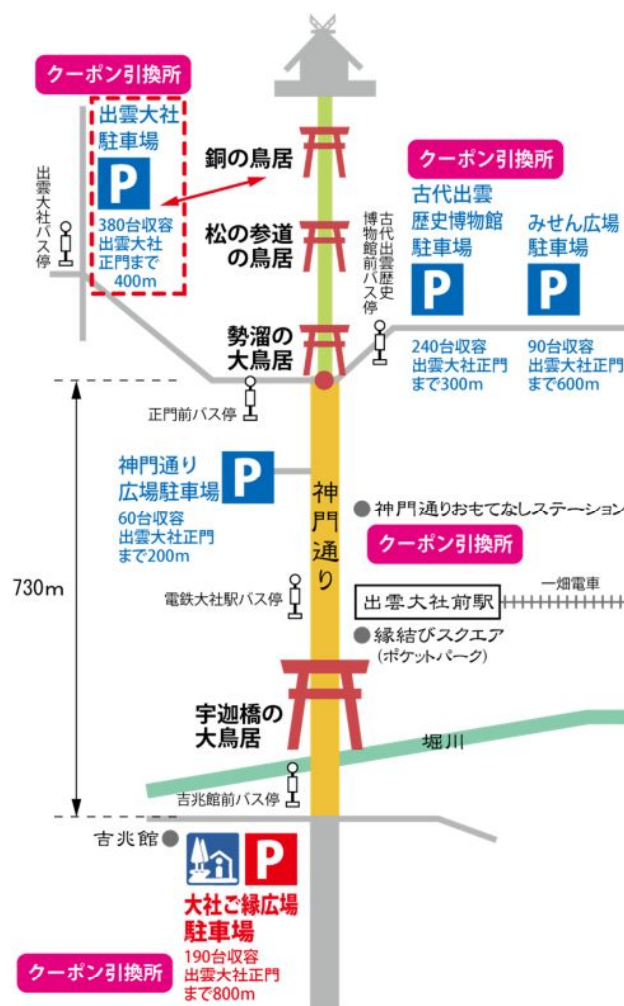 クーポン引換所
出雲大社
駐車場
P
380台収容
出雲大社
正門まで
400m
出雲大社バス停
銅の鳥居
松の参道
の鳥居
勢溜の
大鳥居
古代出雲歴史
博物館前バス停
クーポン引換所
古代出雲
歴史博物館
駐車場
P
240台収容
出雲大社正門
まで300m
みせん広場
駐車場
P
90台収容
出雲大社正門
まで600m
正門前バス停
神門通り
広場駐車場
P
60台収容
出雲大社正門
まで200m
神門通り
神門通りおもてなしステーション
クーポン引換所
730m
電鉄大社駅バス停
出雲大社前駅
一畑電車
縁結びスクエア
(ポケットパーク)
宇迦橋の
大鳥居
堀川
吉兆館前バス停
吉兆館
P
大社ご縁広場
駐車場
190台収容
出雲大社正門
まで800m
クーポン引換所